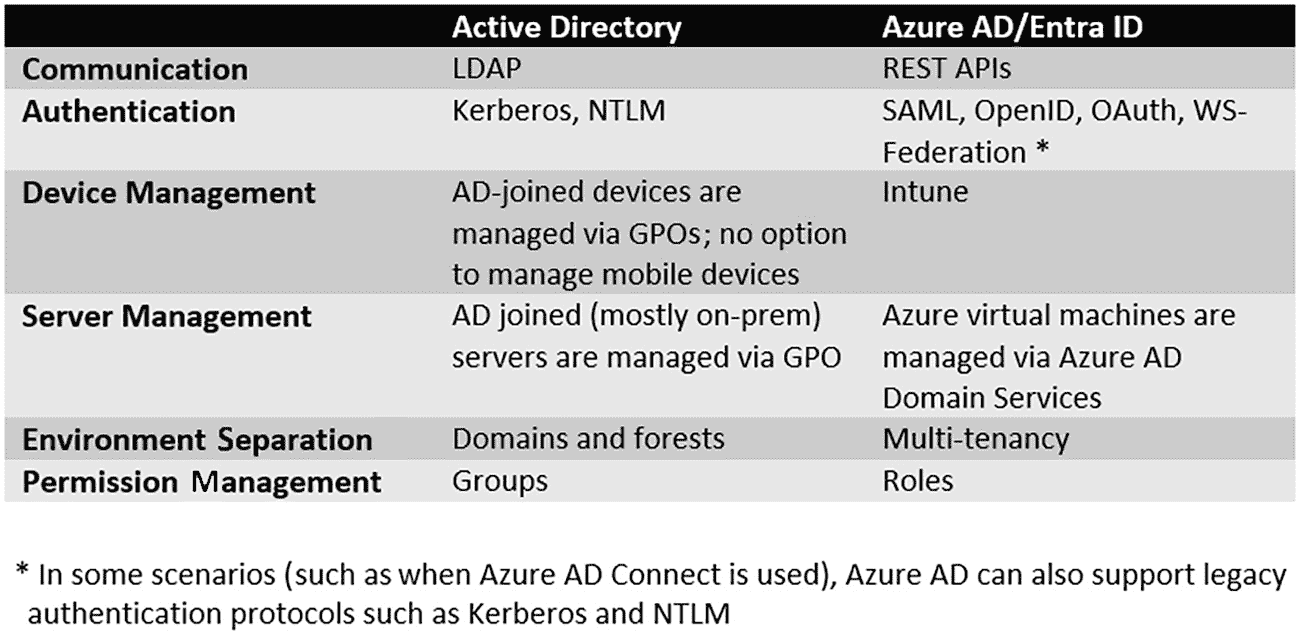 Active Directory Azure AD/Entra ID
Communication LDAP REST APIs
Authentication Kerberos, NTLM SAML, OpenID, OAuth, WS-
Federation *
Device Management AD-joined devices are Intune
managed via GPOs; no option
to manage mobile devices
Server Management AD joined (mostly on-prem) Azure virtual machines are
servers are managed via GPO managed via Azure AD
Domain Services
Environment Separation Domains and forests Multi-tenancy
Permission Management Groups Roles
* In some scenarios (such as when Azure AD Connect is used), Azure AD can also support legacy
authentication protocols such as Kerberos and NTLM